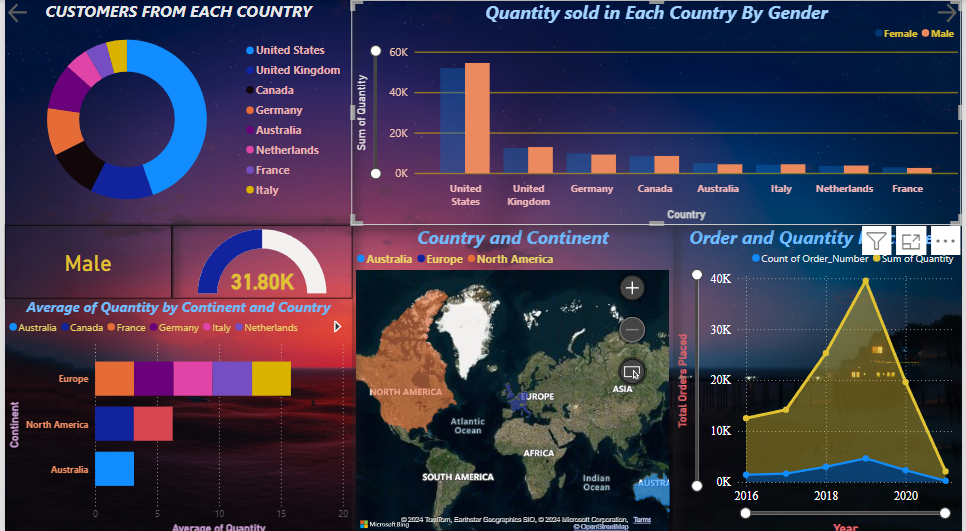 CUSTOMERS FROM EACH COUNTRY
United States
United Kingdom
Canada
Germany
Australia
Netherlands
France
Italy
Quantity sold in Each Country By Gender
Female Male
Sum of Quantity
60K
40K
20K
0K
United States
United Kingdom
Germany
Canada
Australia
Italy
Netherlands
France
Country
Male
31.80K
Average of Quantity by Continent and Country
Australia Canada France Germany Italy Netherlands
Continent
Europe
North America
Australia
0 5 10 15 20
Average of Quantity
Country and Continent
Australia Europe North America
NORTH AMERICA
EUROPE
ASIA
Atlantic
Ocean
AFRICA
SOUTH AMERICA
Indian
Ocean
AUSTRA
Microsoft Bing
© 2024 TomTom, Earthstar Geographics SIO, © 2024 Microsoft Corporation, Terms
© OpenStreetMap
Order and Quantity
Count of Order_Number Sum of Quantity
Total Orders Placed
40K
30K
20K
10K
0K
2016 2018 2020
Year